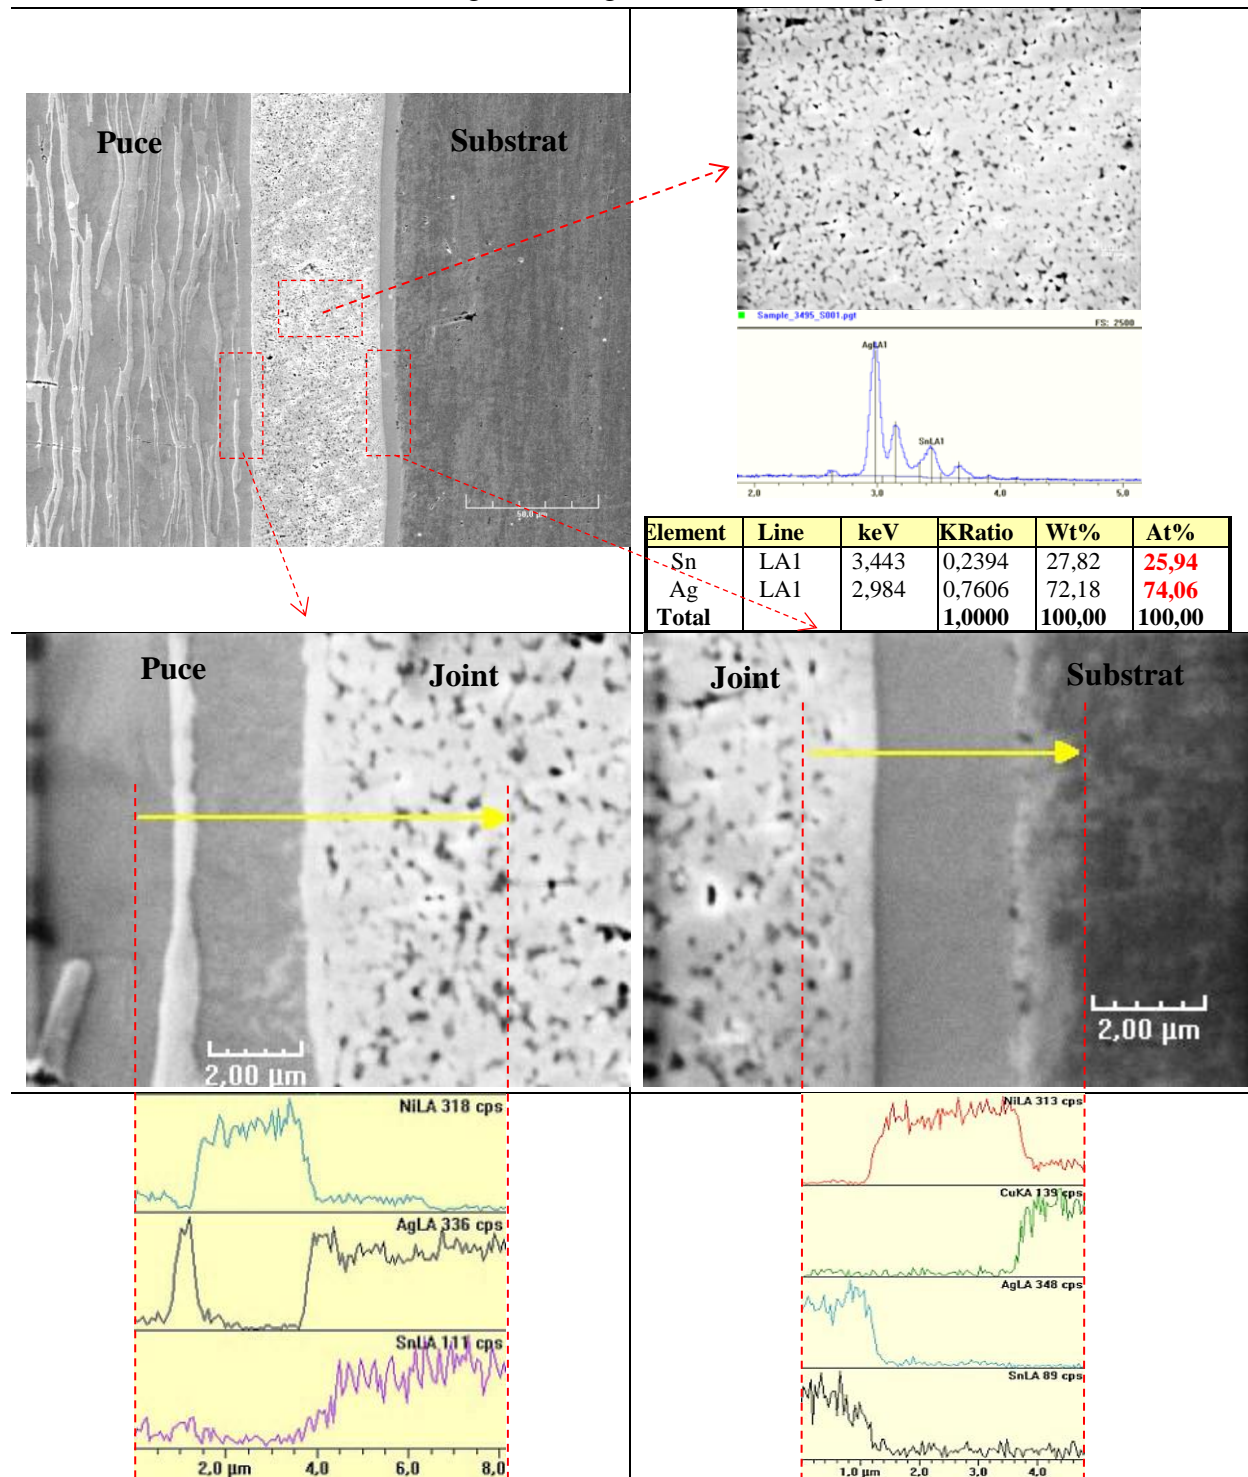 Puce
Substrat
50,0 µm
Sample_3495_S001.pgt
FS: 2500
AgLA1
SnLA1
2,0 3,0 4,0 5,0
Element Line keV KRatio Wt% At%
Sn LA1 3,443 0,2394 27,82 25,94
Ag LA1 2,984 0,7606 72,18 74,06
Total 1,0000 100,00 100,00
Puce
Joint
2,00 µm
Joint
Substrat
2,00 µm
NiLA 318 cps
AgLA 336 cps
SnLA 111 cps
2,0 µm 4,0 6,0 8,0
NiLA 313 cps
CuKA 139 cps
AgLA 348 cps
SnLA 89 cps
1,0 µm 2,0 3,0 4,0